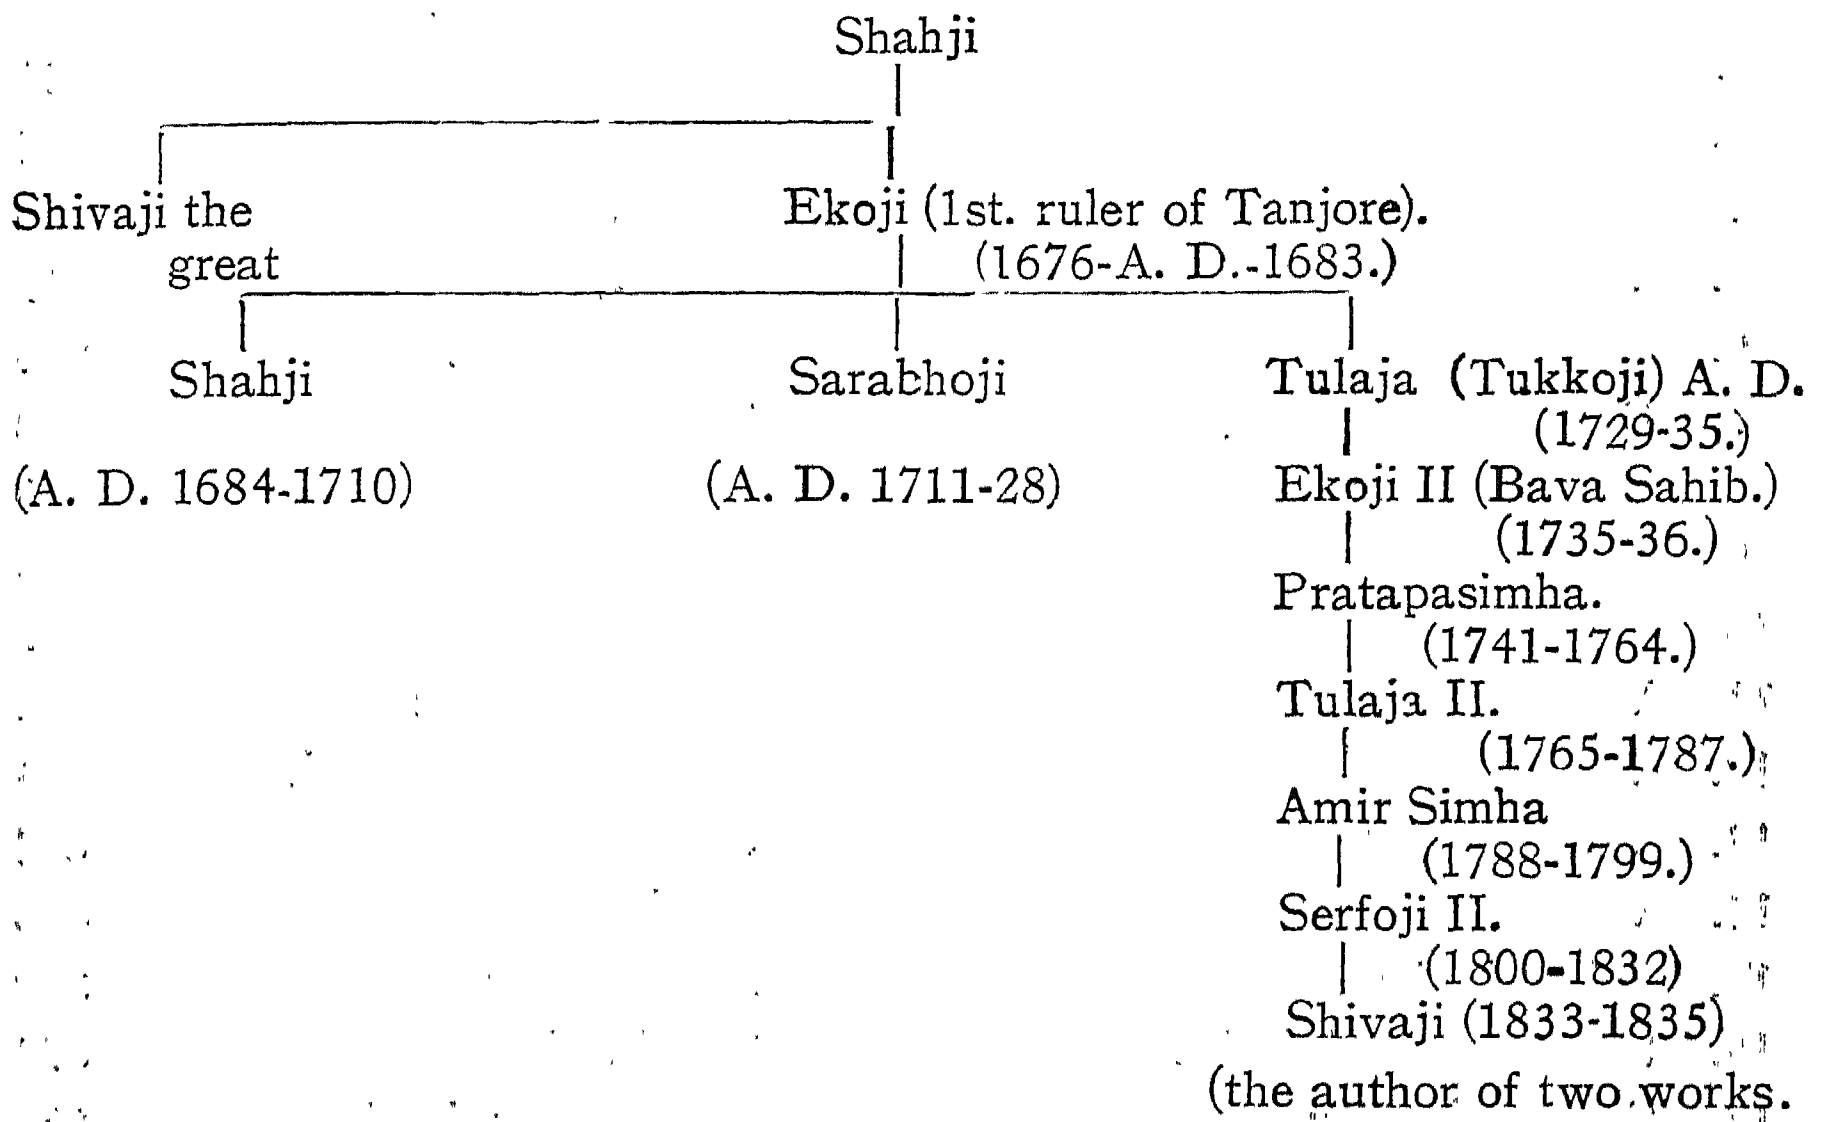 Shahji
Shivaji the
great
Ekoji (1st. ruler of Tanjore).
(1676-A. D.-1683.)
Shahji
(A. D. 1684-1710)
Sarabhoji
(A. D. 1711-28)
Tulaja (Tukkoji) A. D.
(1729-35.)
Ekoji II (Bava Sahib.)
(1735-36.)
Pratapasimha.
(1741-1764.)
Tulaja II.
(1765-1787.)
Amir Simha
(1788-1799.)
Serfoji II.
(1800-1832)
Shivaji (1833-1835)
(the author of two works.